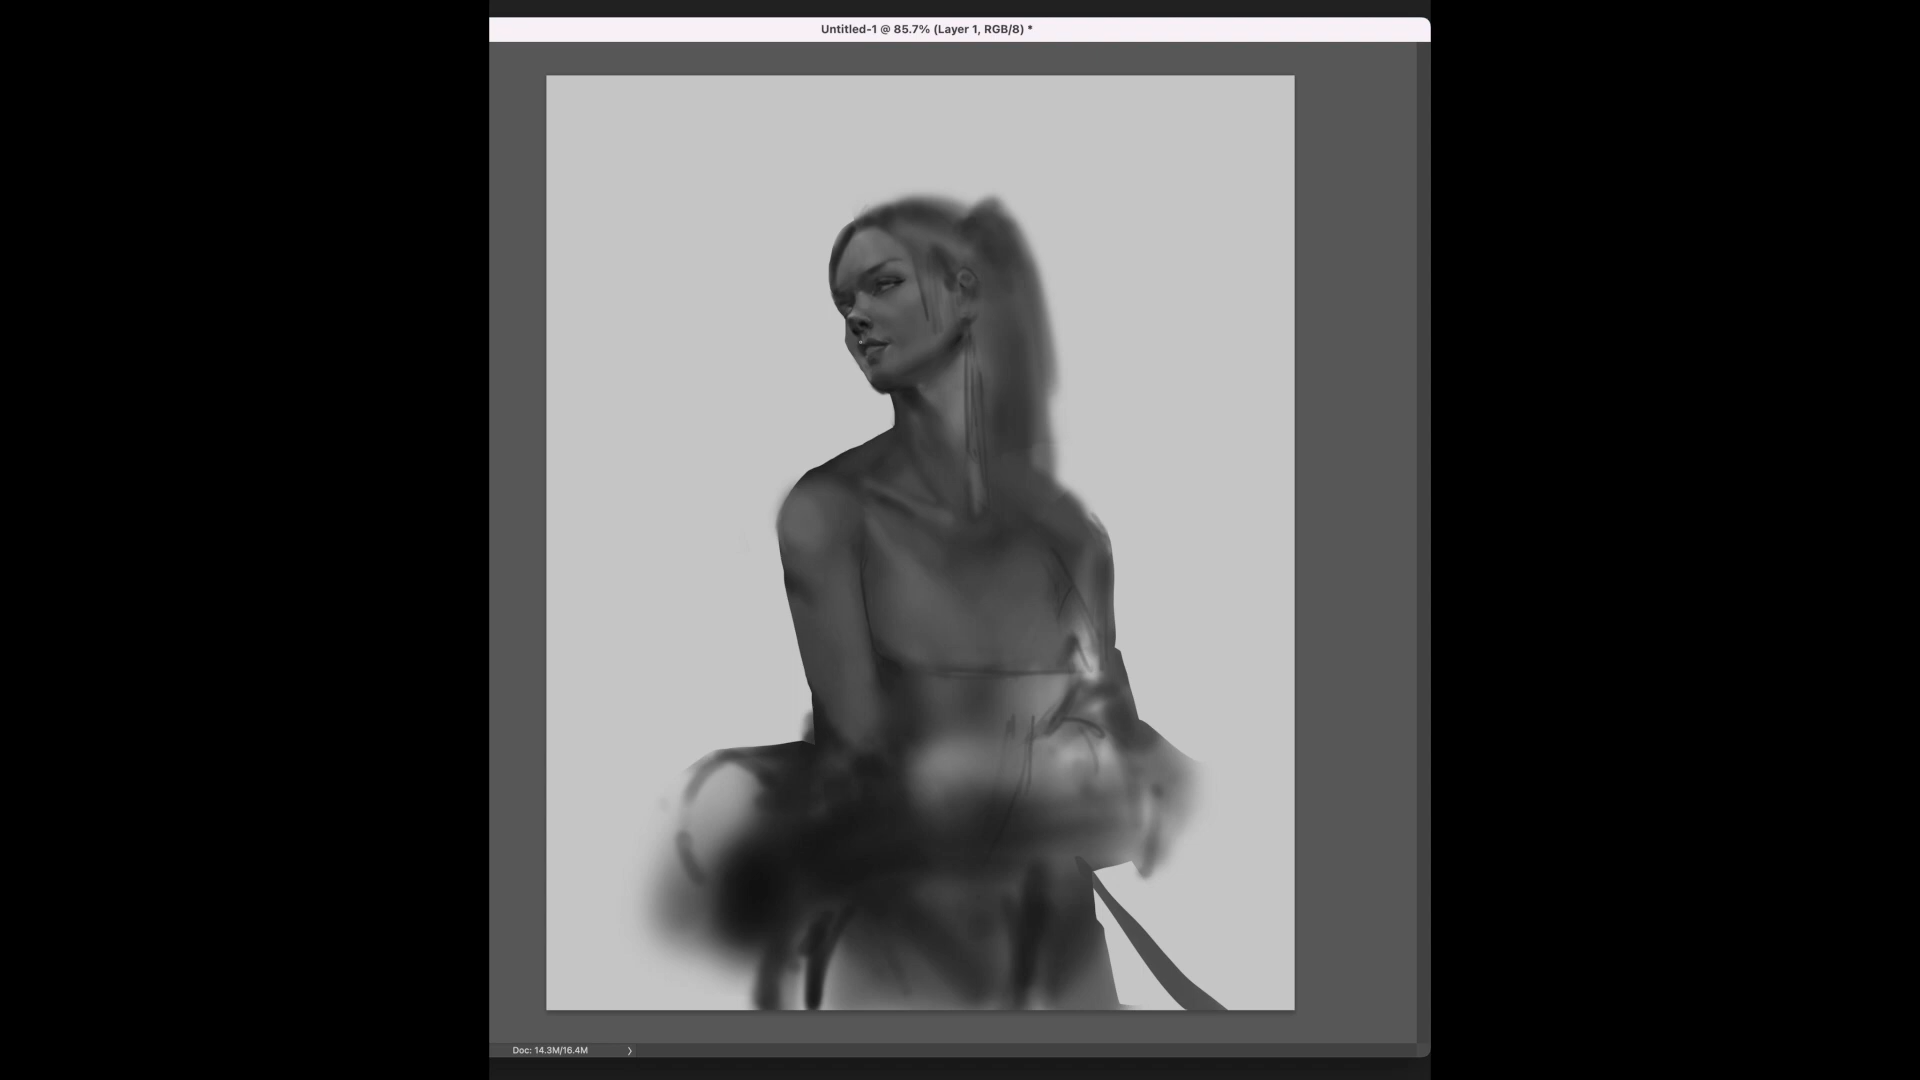 Untitled-1 @ 85.7% (Layer 1, RGB/8) *
Doc: 14.3M/16.4M